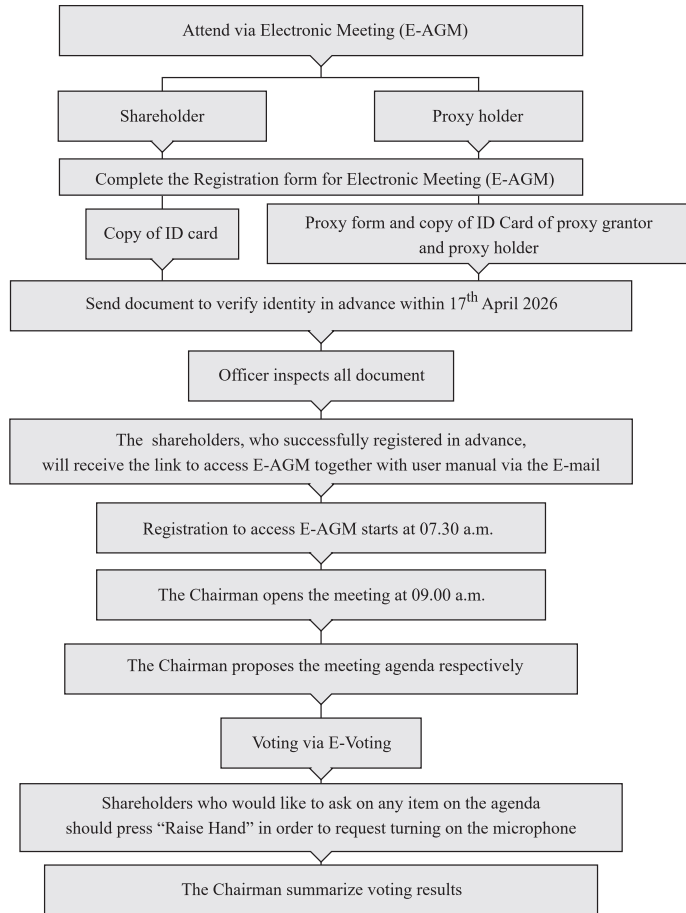 Attend via Electronic Meeting (E-AGM)
Shareholder
Proxy holder
Complete the Registration form for Electronic Meeting (E-AGM)
Copy of ID card
Proxy form and copy of ID Card of proxy grantor
and proxy holder
Send document to verify identity in advance within 17th April 2026
Officer inspects all document
The shareholders, who successfully registered in advance,
will receive the link to access E-AGM together with user manual via the E-mail
Registration to access E-AGM starts at 07.30 a.m.
The Chairman opens the meeting at 09.00 a.m.
The Chairman proposes the meeting agenda respectively
Voting via E-Voting
Shareholders who would like to ask on any item on the agenda
should press “Raise Hand” in order to request turning on the microphone
The Chairman summarize voting results